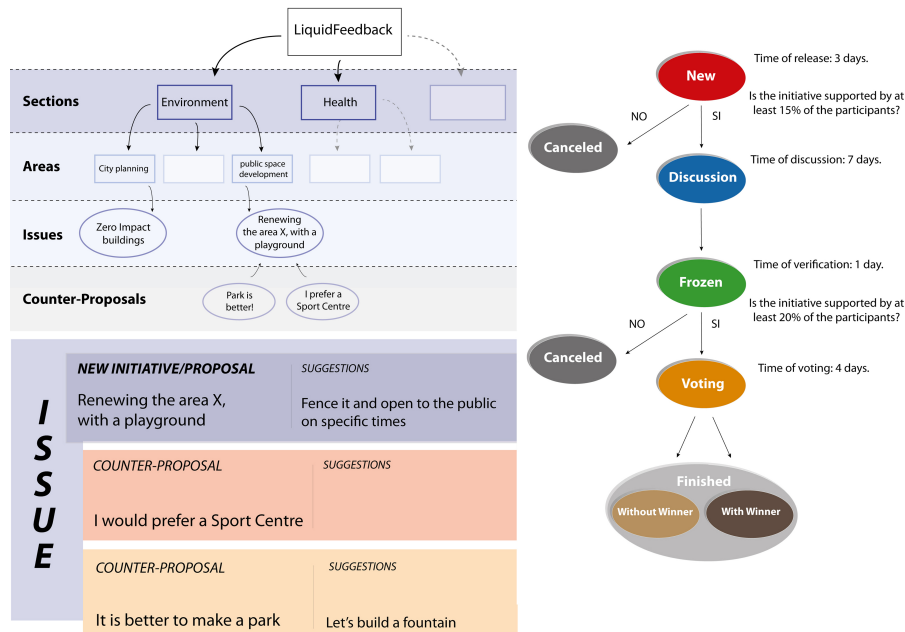 LiquidFeedback
Sections
Environment
Health
Areas
City planning
public space
development
Issues
Zero Impact
buildings
Renewing
the area X, with a
playground
Counter-Proposals
Park is
better!
I prefer a
Sport Centre
ISSUE
NEW INITIATIVE/PROPOSAL
SUGGESTIONS
Renewing the area X,
with a playground
Fence it and open to the public
on specific times
COUNTER-PROPOSAL
SUGGESTIONS
I would prefer a Sport Centre
COUNTER-PROPOSAL
SUGGESTIONS
It is better to make a park
Let's build a fountain
New
Time of release: 3 days.
Is the initiative supported by at
least 15% of the participants?
NO
SI
Canceled
Discussion
Time of discussion: 7 days.
Frozen
Time of verification: 1 day.
Is the initiative supported by at
least 20% of the participants?
NO
SI
Canceled
Voting
Time of voting: 4 days.
Finished
Without Winner
With Winner